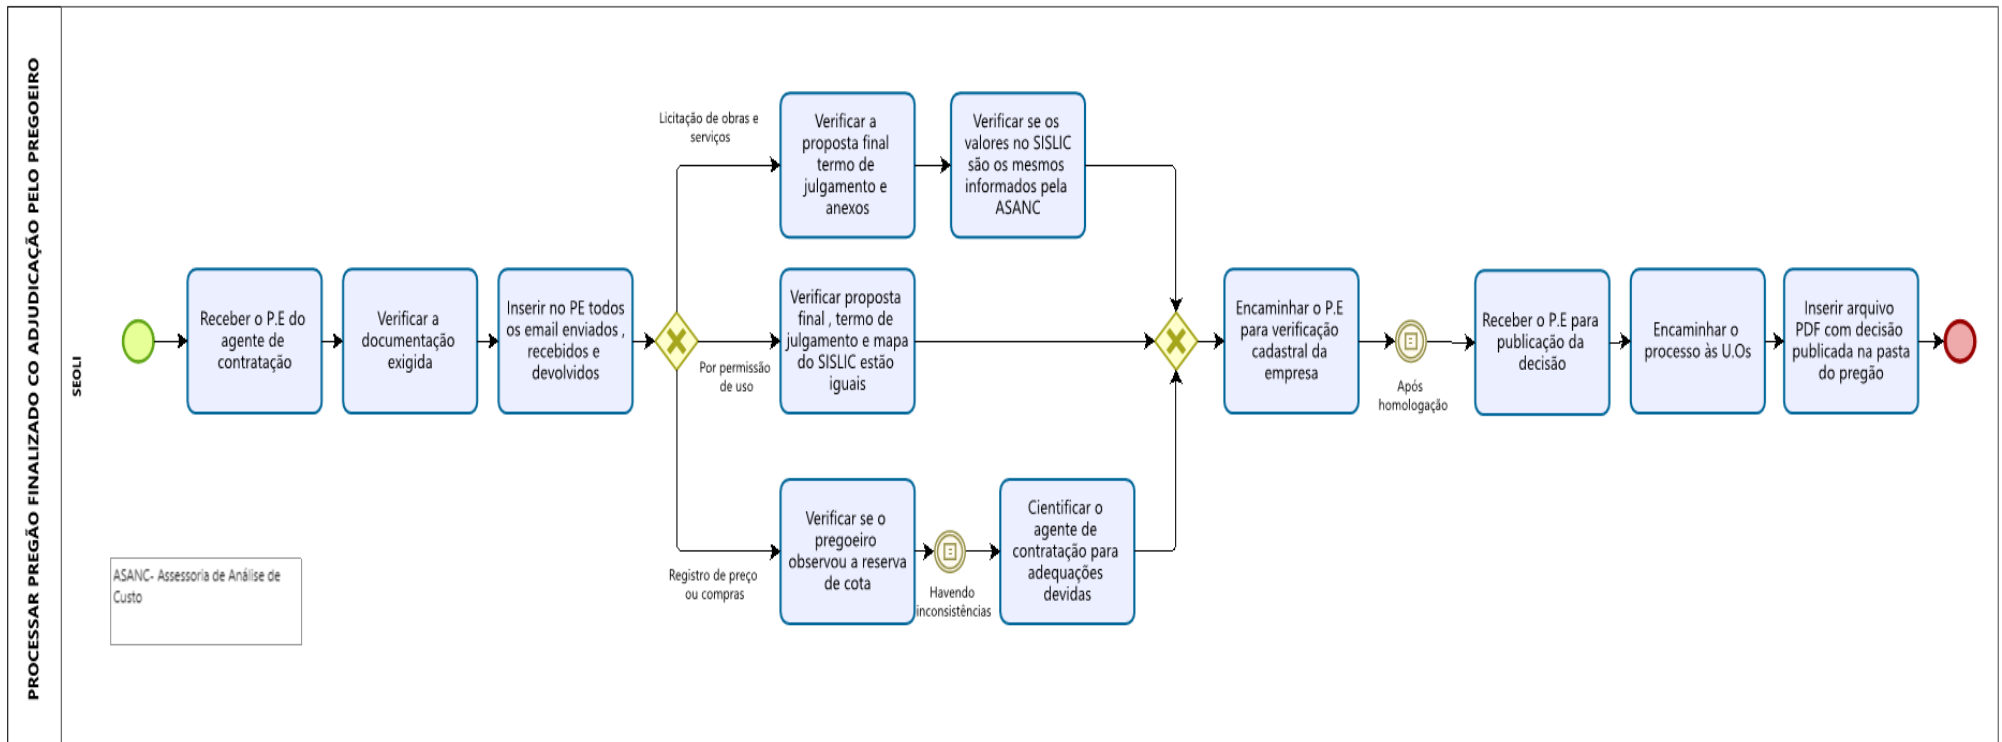 PROCESSAR PREGÃO FINALIZADO CO ADJUDICAÇÃO PELO PREGOEIRO
SEOLI
Receber o P.E do
agente de
contratação
Verificar a
documentação
exigida
Inserir no PE todos
os email enviados ,
recebidos e
devolvidos
Licitação de obras e
serviços
Verificar a
proposta final
termo de
julgamento e
anexos
Verificar se os
valores no SISLIC
são os mesmos
informados pela
ASANC
Por permissão
de uso
Verificar proposta
final , termo de
julgamento e mapa
do SISLIC estão
iguais
Registro de preço
ou compras
Verificar se o
pregoeiro
observou a reserva
de cota
Havendo
inconsistências
Cientificar o
agente de
contratação para
adequações
devidas
Encaminhar o P.E
para verificação
cadastral da
empresa
Após
homologação
Receber o P.E para
publicação da
decisão
Encaminhar o
processo às U.Os
Inserir arquivo
PDF com decisão
publicada na pasta
do pregão
ASANC- Assessoria de Análise de
Custo